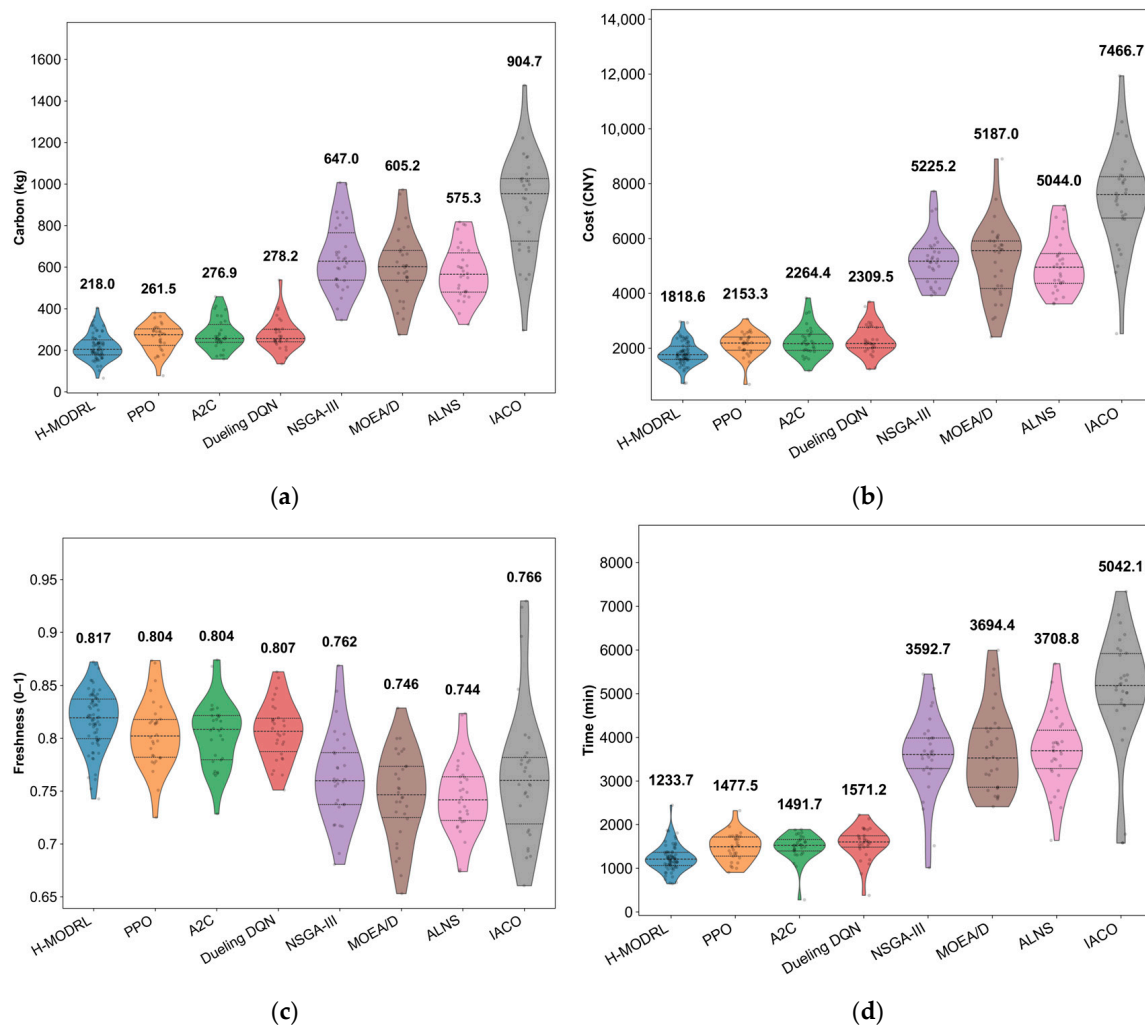 1600
1400
1200
1000
800
600
400
200
0
Carbon (kg)
218.0
261.5
276.9
278.2
647.0
605.2
575.3
904.7
H-MODRL
PPO
A2C
Dueling DQN
NSGA-III
MOEA/D
ALNS
IACO
(a)
14,000
12,000
10,000
8000
6000
4000
2000
0
Cost (CNY)
1818.6
2153.3
2264.4
2309.5
5225.2
5187.0
5044.0
7466.7
H-MODRL
PPO
A2C
Dueling DQN
NSGA-III
MOEA/D
ALNS
IACO
(b)
0.95
0.9
0.85
0.8
0.75
0.7
0.65
Freshness (0–1)
0.817
0.804
0.804
0.807
0.762
0.746
0.744
0.766
H-MODRL
PPO
A2C
Dueling DQN
NSGA-III
MOEA/D
ALNS
IACO
(c)
8000
7000
6000
5000
4000
3000
2000
1000
0
Time (min)
1233.7
1477.5
1491.7
1571.2
3592.7
3694.4
3708.8
5042.1
H-MODRL
PPO
A2C
Dueling DQN
NSGA-III
MOEA/D
ALNS
IACO
(d)